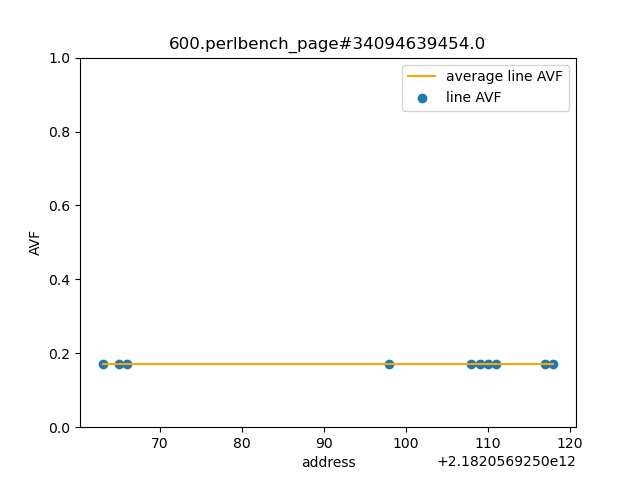 600.perlbench_page#34094639454.0
average line AVF
line AVF
1.0
0.8
0.6
0.4
0.2
0.0
AVF
70 80 90 100 110 120
address
+2.1820569250e12